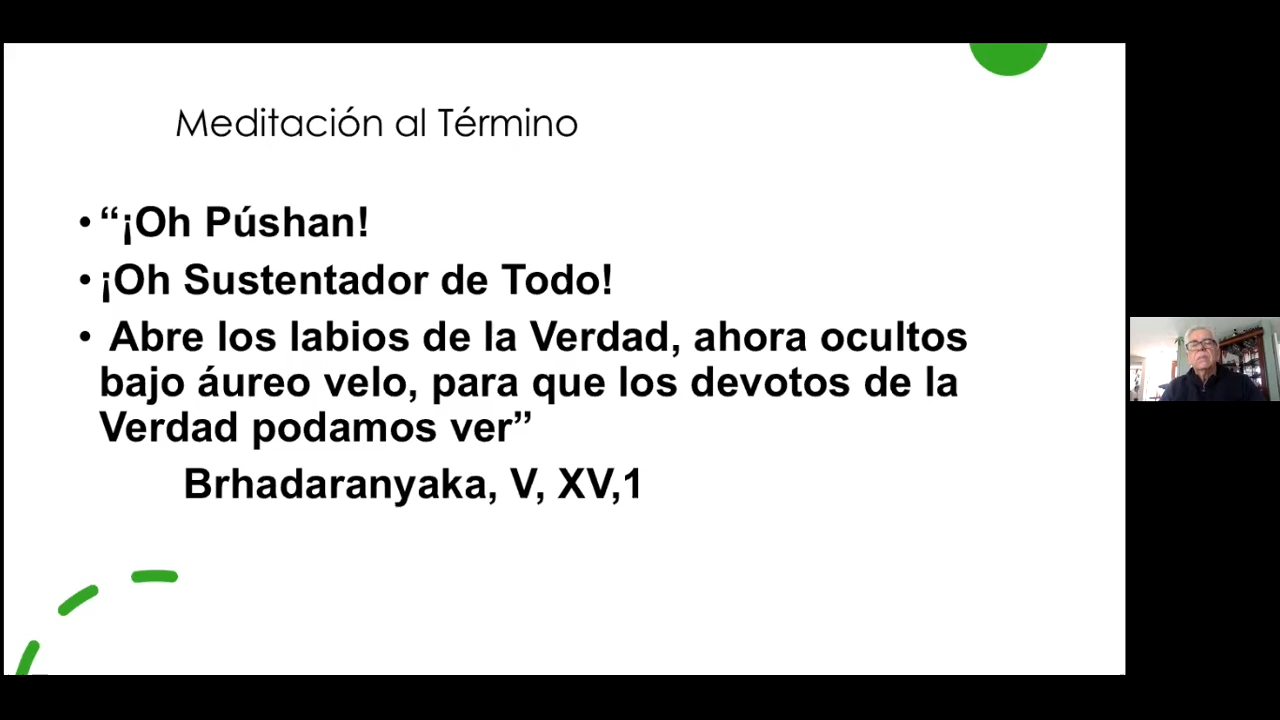 Meditación al Término
• “¡Oh Púshan!
• ¡Oh Sustentador de Todo!
• Abre los labios de la Verdad, ahora ocultos
bajo áureo velo, para que los devotos de la
Verdad podamos ver”
Brhadaranyaka, V, XV,1